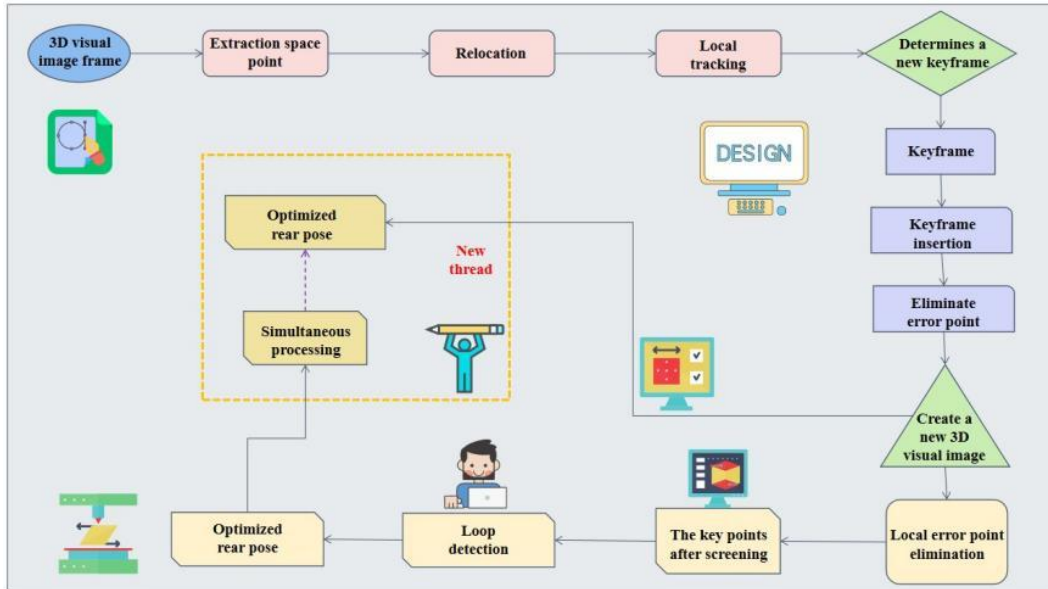 3D visual
image frame
Extraction space
point
Relocation
Local
tracking
Determines a
new keyframe
DESIGN
Keyframe
Optimized
rear pose
Keyframe
insertion
New
thread
Eliminate
error point
Simultaneous
processing
Create a
new 3D
visual image
Optimized
rear pose
Loop
detection
The key points
after screening
Local error point
elimination